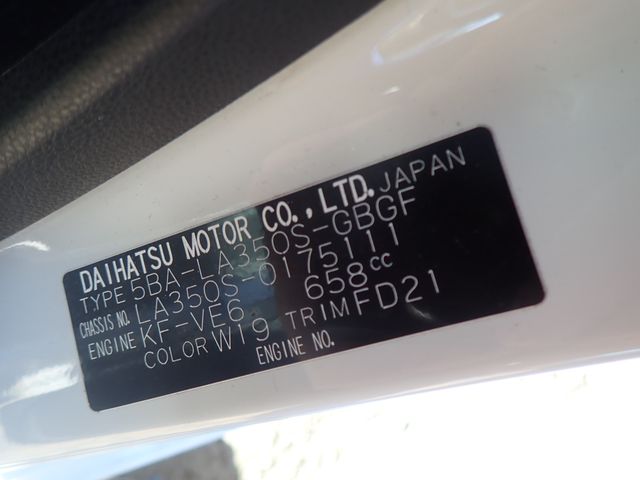 DAIHATSU MOTOR CO., LTD. JAPAN
TYPE 5BA-LA350S-GBGF
CHASSIS NO. LA350S-0175111
ENGINE KF-VE6 658cc
COLOR W19 TRIM FD21
ENGINE NO.